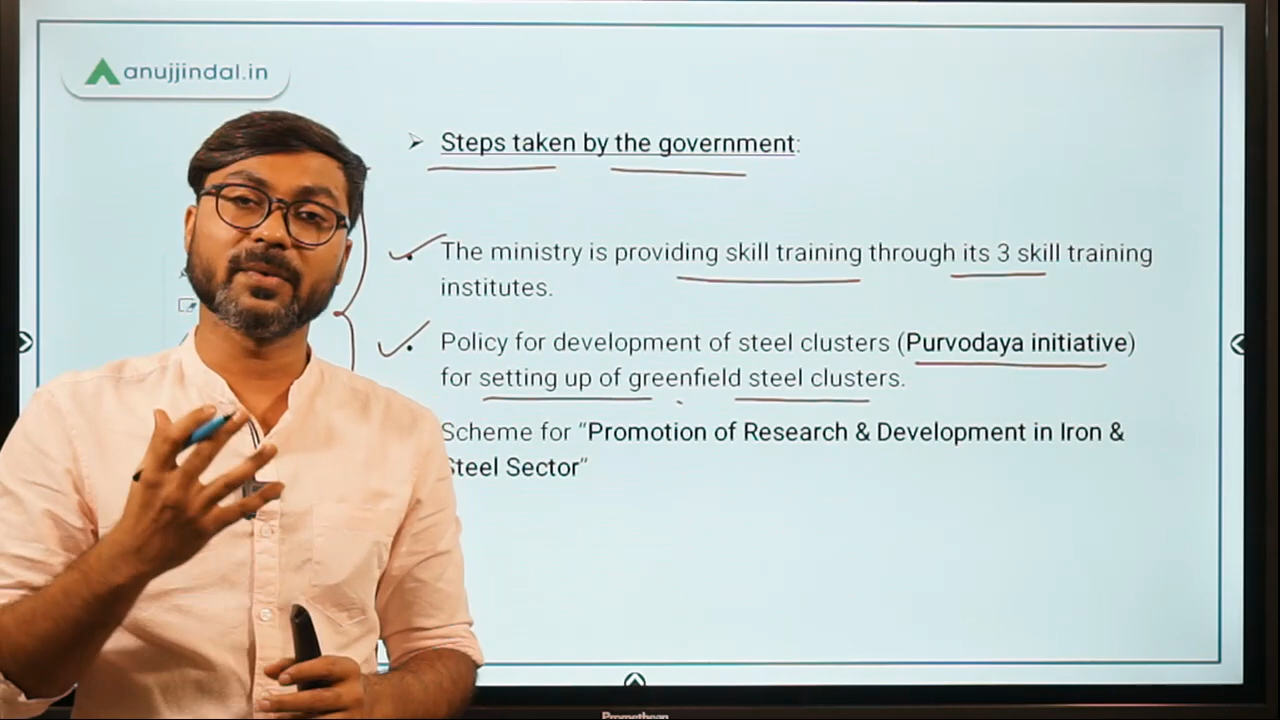 anujjindal.in
➢ Steps taken by the government:
• The ministry is providing skill training through its 3 skill training
institutes.
• Policy for development of steel clusters (Purvodaya initiative)
for setting up of greenfield steel clusters.
Scheme for “Promotion of Research & Development in Iron &
Steel Sector”
Promethean